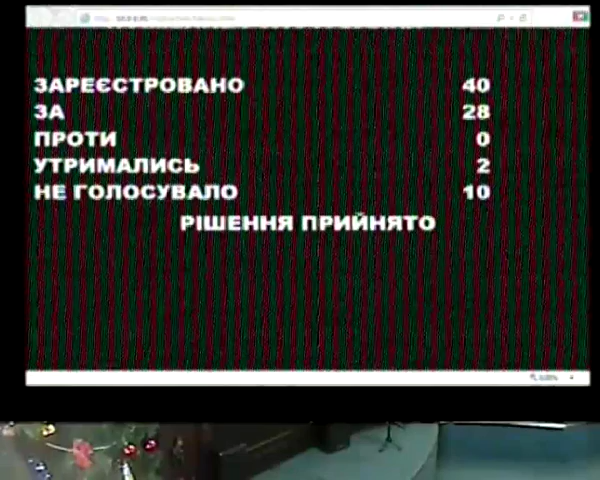 ЗАРЕЄСТРОВАНО 40
ЗА 28
ПРОТИ 0
УТРИМАЛИСЬ 2
НЕ ГОЛОСУВАЛО 10
РІШЕННЯ ПРИЙНЯТО